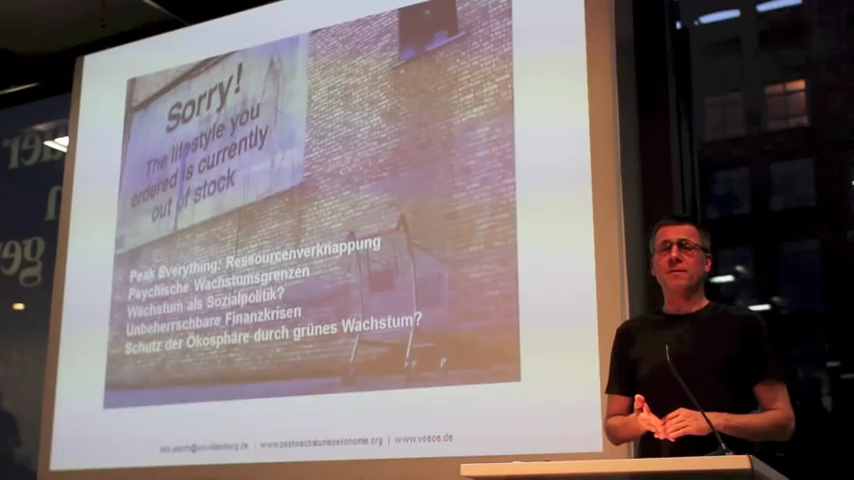 Sorry!
The lifestyle you
ordered is currently
out of stock
Peak Everything: Ressourcenverknappung
Psychische Wachstumsgrenzen
Wachstum als Sozialpolitik?
Unbeherrschbare Finanzkrisen
Schutz der Ökosphäre durch grünes Wachstum?
| www.postwachstumsoekonomie.org | www.voeoe.de